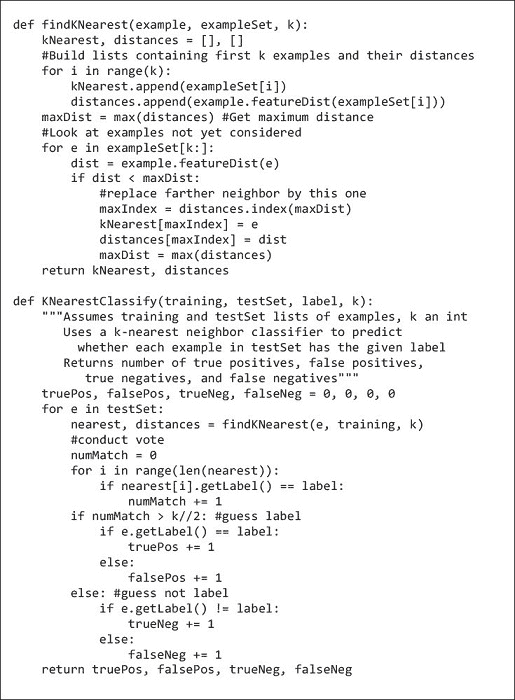 def findKNearest(example, exampleSet, k):
    kNearest, distances = [], []
    #Build lists containing first k examples and their distances
    for i in range(k):
        kNearest.append(exampleSet[i])
        distances.append(example.featureDist(exampleSet[i]))
    maxDist = max(distances) #Get maximum distance
    #Look at examples not yet considered
    for e in exampleSet[k:]:
        dist = example.featureDist(e)
        if dist < maxDist:
            #replace farther neighbor by this one
            maxIndex = distances.index(maxDist)
            kNearest[maxIndex] = e
            distances[maxIndex] = dist
            maxDist = max(distances)
    return kNearest, distances

def KNearestClassify(training, testSet, label, k):
    """Assumes training and testSet lists of examples, k an int
       Uses a k-nearest neighbor classifier to predict
         whether each example in testSet has the given label
       Returns number of true positives, false positives,
          true negatives, and false negatives"""
    truePos, falsePos, trueNeg, falseNeg = 0, 0, 0, 0
    for e in testSet:
        nearest, distances = findKNearest(e, training, k)
        #conduct vote
        numMatch = 0
        for i in range(len(nearest)):
            if nearest[i].getLabel() == label:
                numMatch += 1
        if numMatch > k//2: #guess label
            if e.getLabel() == label:
                truePos += 1
            else:
                falsePos += 1
        else: #guess not label
            if e.getLabel() != label:
                trueNeg += 1
            else:
                falseNeg += 1
    return truePos, falsePos, trueNeg, falseNeg